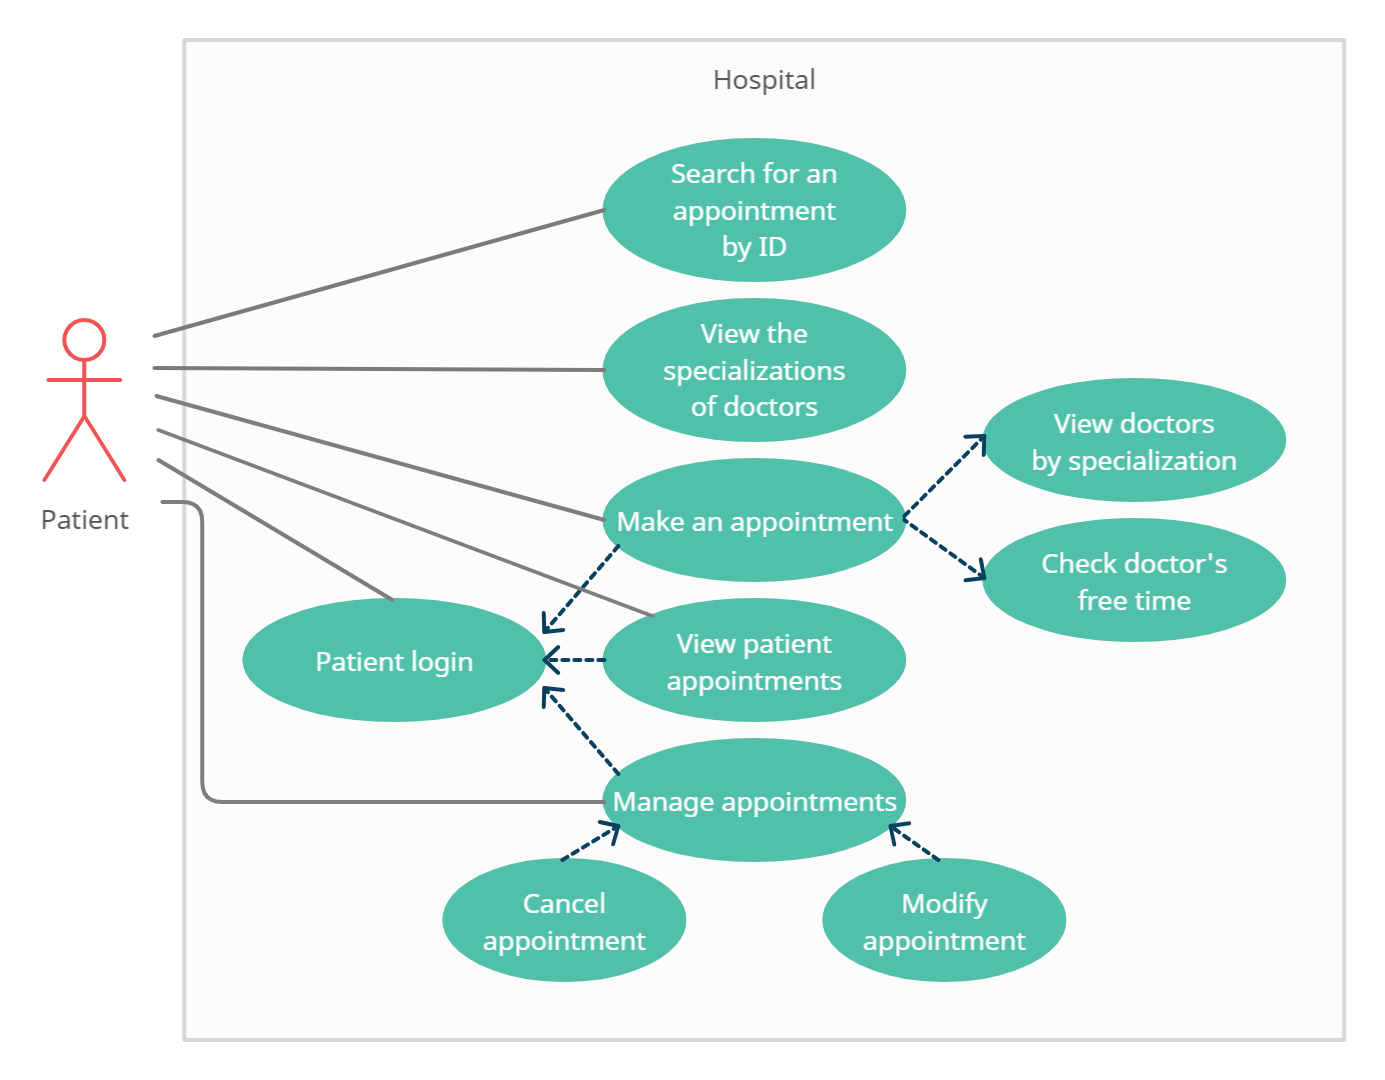 Hospital
Search for an
appointment
by ID
View the
specializations
of doctors
View doctors
by specialization
Make an appointment
Patient
Check doctor's
free time
View patient
appointments
Patient login
Manage appointments
Cancel
appointment
Modify
appointment